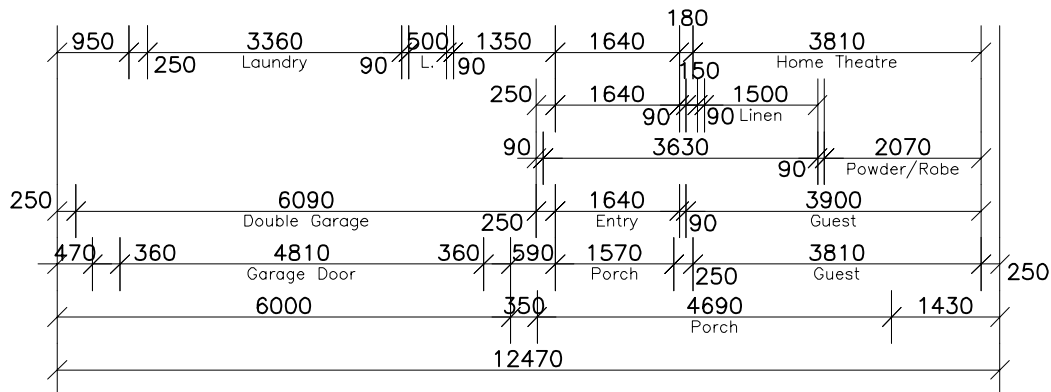 180
950 3360 500 1350 1640 3810
250 Laundry 90 L. 90 Home Theatre
150
250 1640 1500
90 90 Linen
90 3630 2070
90 Powder/Robe
250 6090 1640 3900
Double Garage 250 Entry 90 Guest
470 360 4810 360 590 1570 3810
Garage Door Porch 250 Guest 250
6000 350 4690 1430
Porch
12470